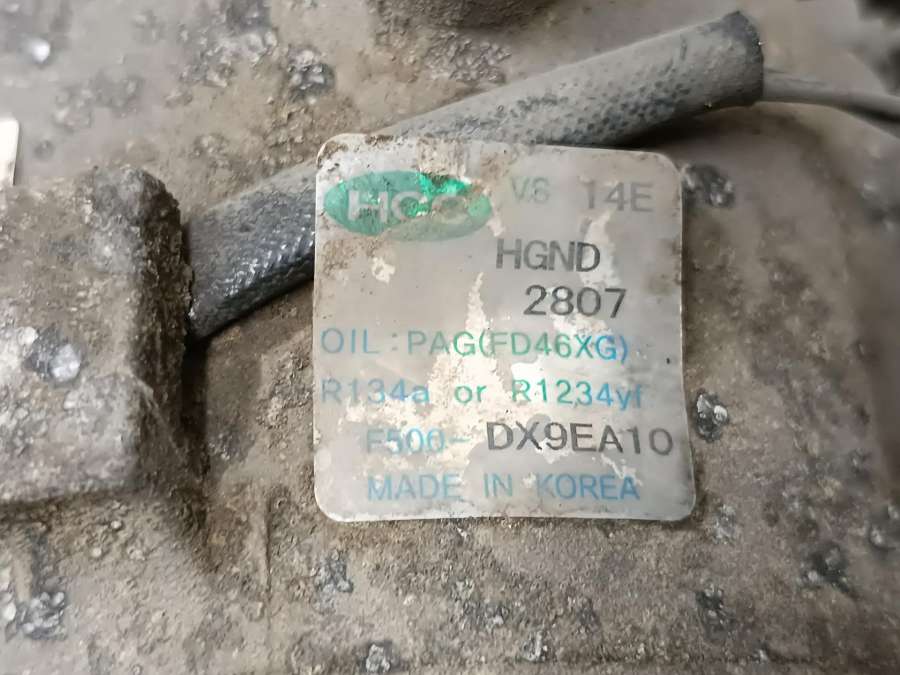 HCC VS 14E
HGND
2807
OIL : PAG(FD46XG)
R134a or R1234yf
F500- DX9EA10
MADE IN KOREA